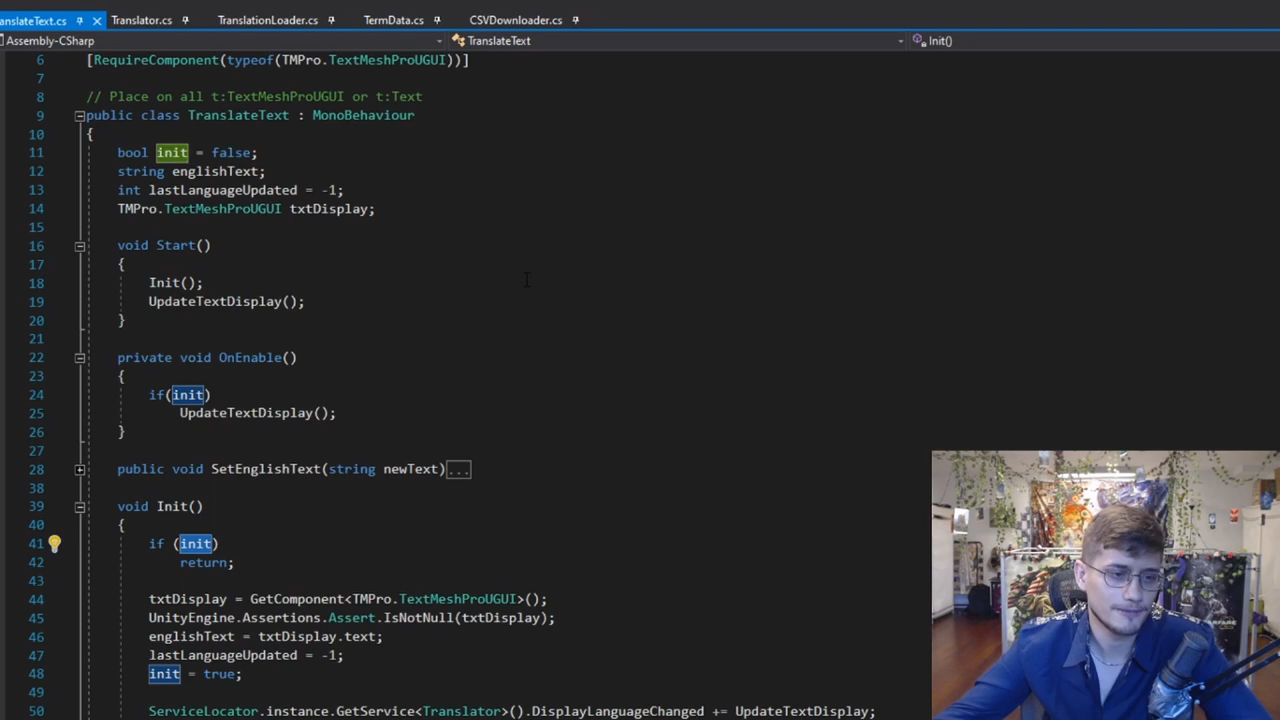 anslateText.cs Translator.cs TranslationLoader.cs TermData.cs CSVDownloader.cs
Assembly-CSharp TranslateText Init()
6 [RequireComponent(typeof(TMPro.TextMeshProUGUI))]
7
8 // Place on all t:TextMeshProUGUI or t:Text
9 public class TranslateText : MonoBehaviour
10 {
11 bool init = false;
12 string englishText;
13 int lastLanguageUpdated = -1;
14 TMPro.TextMeshProUGUI txtDisplay;
15
16 void Start()
17 {
18 Init();
19 UpdateTextDisplay();
20 }
21
22 private void OnEnable()
23 {
24 if(init)
25 UpdateTextDisplay();
26 }
27
28 public void SetEnglishText(string newText)...
38
39 void Init()
40 {
41 if (init)
42 return;
43
44 txtDisplay = GetComponent<TMPro.TextMeshProUGUI>();
45 UnityEngine.Assertions.Assert.IsNotNull(txtDisplay);
46 englishText = txtDisplay.text;
47 lastLanguageUpdated = -1;
48 init = true;
49
50 ServiceLocator.instance.GetService<Translator>().DisplayLanguageChanged += UpdateTextDisplay;